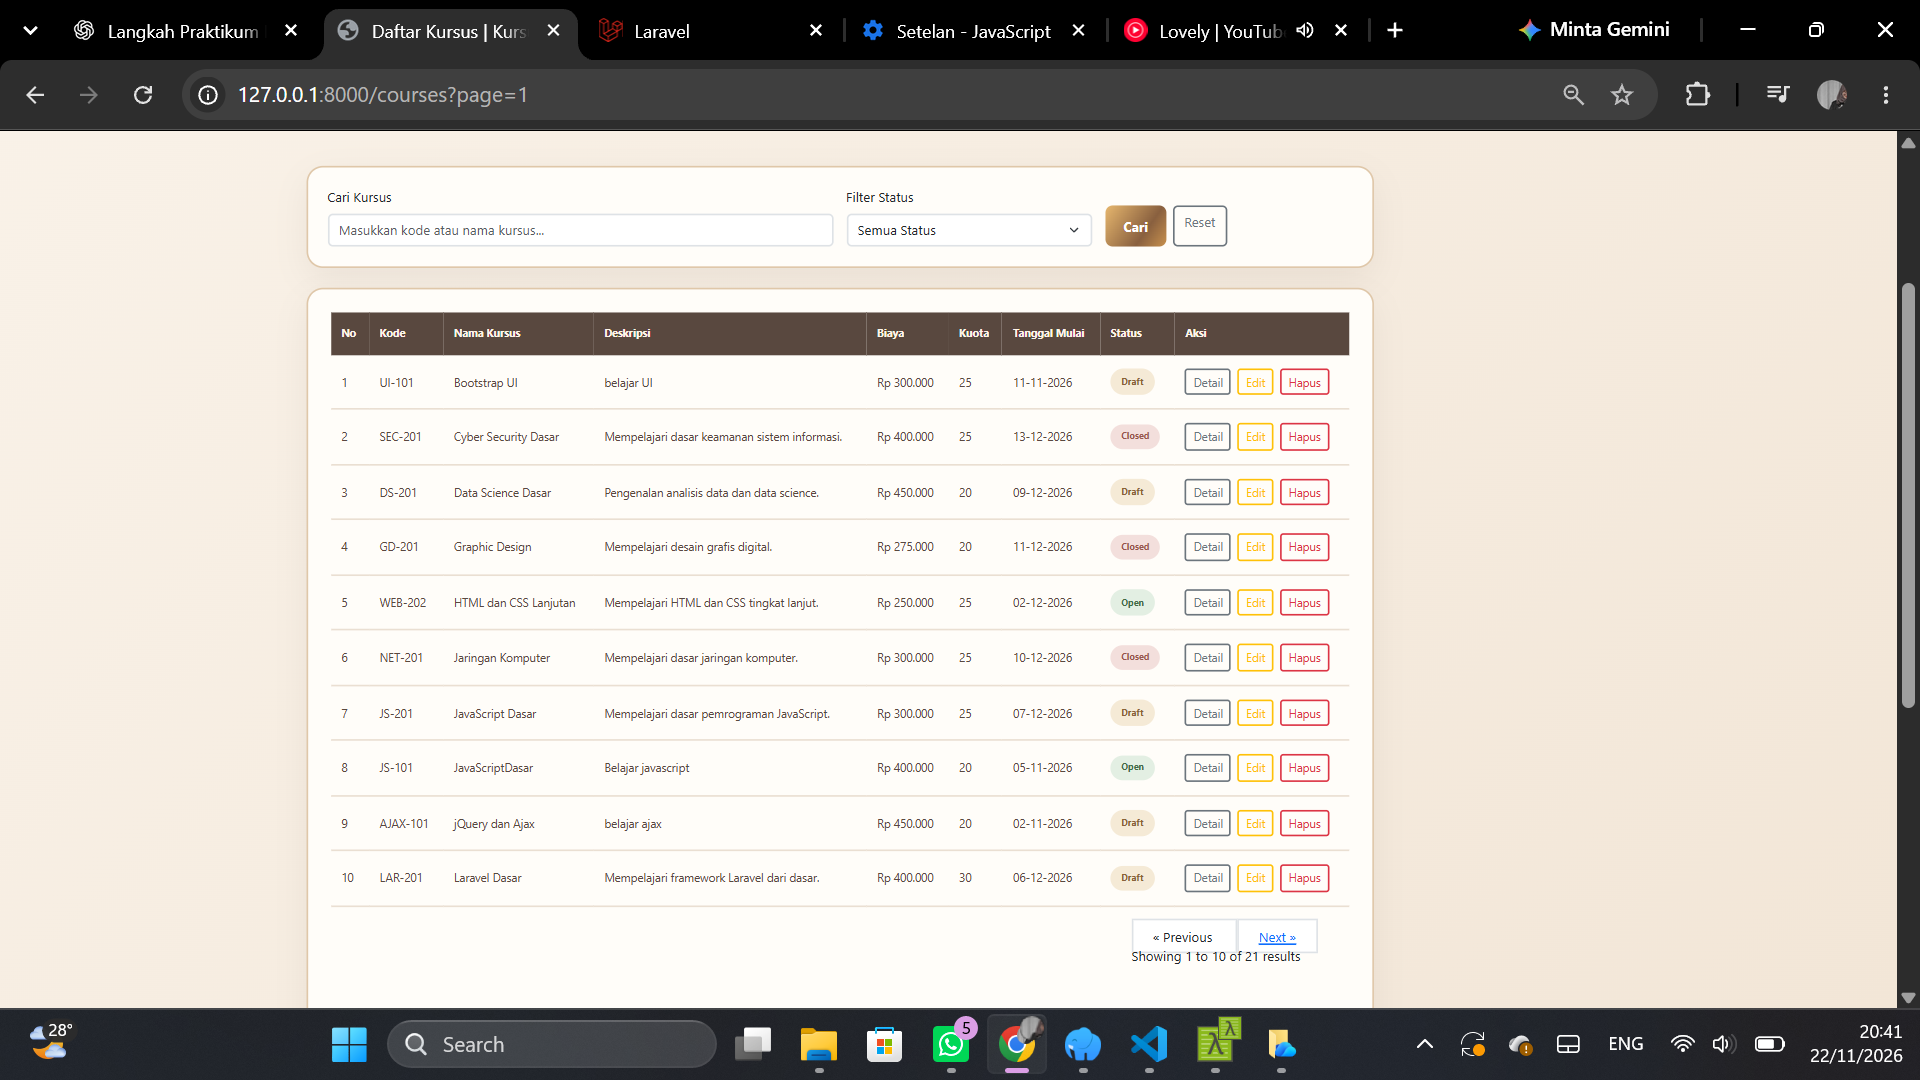 Langkah Praktikum
Daftar Kursus | Kurs
Laravel
Setelan - JavaScript
Lovely | YouTub
Minta Gemini
127.0.0.1:8000/courses?page=1
Cari Kursus
Filter Status
Masukkan kode atau nama kursus...
Semua Status
Cari
Reset
No Kode Nama Kursus Deskripsi Biaya Kuota Tanggal Mulai Status Aksi
1 UI-101 Bootstrap UI belajar UI Rp 300.000 25 11-11-2026 Draft Detail Edit Hapus
2 SEC-201 Cyber Security Dasar Mempelajari dasar keamanan sistem informasi. Rp 400.000 25 13-12-2026 Closed Detail Edit Hapus
3 DS-201 Data Science Dasar Pengenalan analisis data dan data science. Rp 450.000 20 09-12-2026 Draft Detail Edit Hapus
4 GD-201 Graphic Design Mempelajari desain grafis digital. Rp 275.000 20 11-12-2026 Closed Detail Edit Hapus
5 WEB-202 HTML dan CSS Lanjutan Mempelajari HTML dan CSS tingkat lanjut. Rp 250.000 25 02-12-2026 Open Detail Edit Hapus
6 NET-201 Jaringan Komputer Mempelajari dasar jaringan komputer. Rp 300.000 25 10-12-2026 Closed Detail Edit Hapus
7 JS-201 JavaScript Dasar Mempelajari dasar pemrograman JavaScript. Rp 300.000 25 07-12-2026 Draft Detail Edit Hapus
8 JS-101 JavaScriptDasar Belajar javascript Rp 400.000 20 05-11-2026 Open Detail Edit Hapus
9 AJAX-101 jQuery dan Ajax belajar ajax Rp 450.000 20 02-11-2026 Draft Detail Edit Hapus
10 LAR-201 Laravel Dasar Mempelajari framework Laravel dari dasar. Rp 400.000 30 06-12-2026 Draft Detail Edit Hapus
« Previous Next »
Showing 1 to 10 of 21 results
28°
Search
5
ENG
20:41
22/11/2026